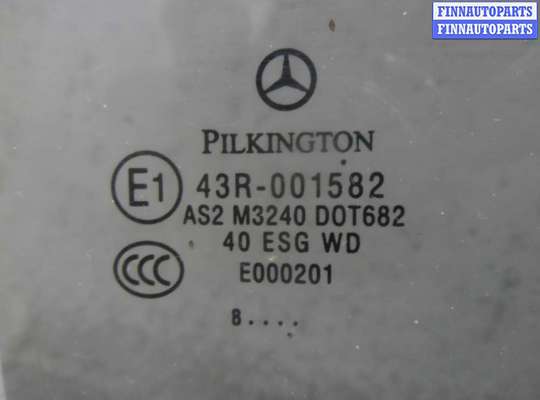 FINNAUTOPARTS
FINNAUTOPARTS
PILKINGTON
E1 43R-001582
AS2 M3240 DOT682
40 ESG WD
CCC E000201
8....